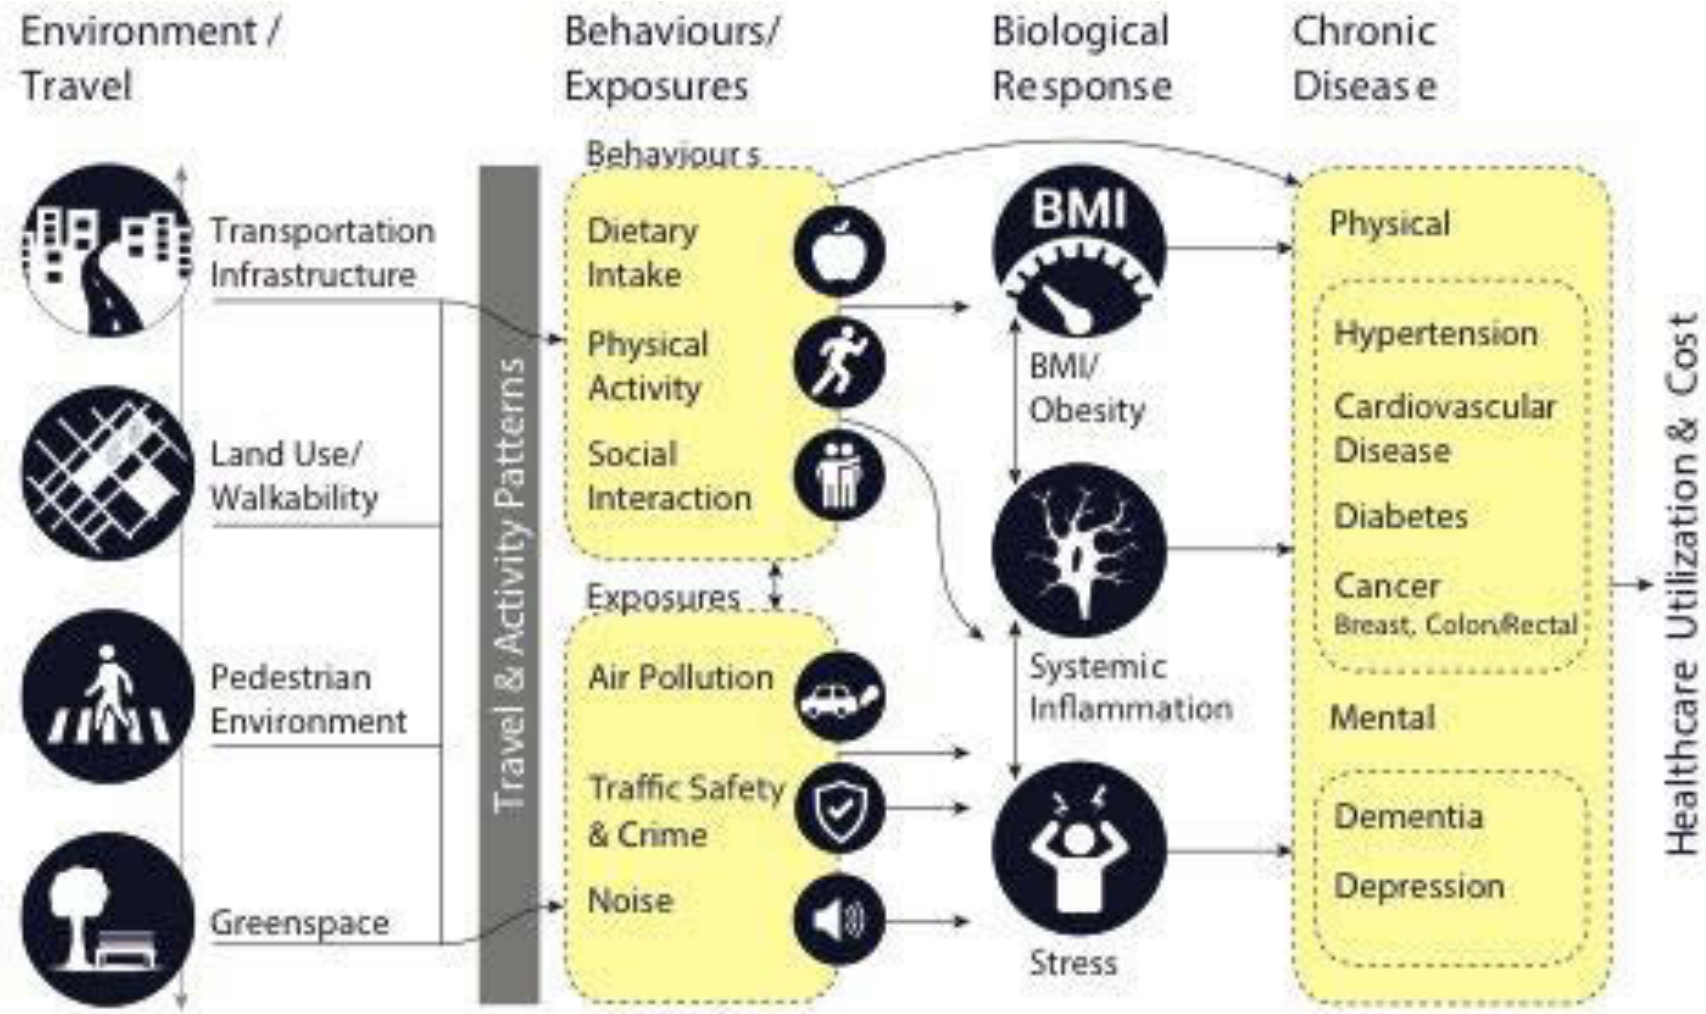 Environment /
Travel
Behaviours/
Exposures
Biological
Response
Chronic
Disease
Transportation
Infrastructure
Land Use/
Walkability
Pedestrian
Environment
Greenspace
Travel & Activity Patterns
Behaviours
Dietary
Intake
Physical
Activity
Social
Interaction
Exposures
Air Pollution
Traffic Safety
& Crime
Noise
BMI
BMI/
Obesity
Systemic
Inflammation
Stress
Physical
Hypertension
Cardiovascular
Disease
Diabetes
Cancer
Breast, Colon/Rectal
Mental
Dementia
Depression
Healthcare Utilization & Cost